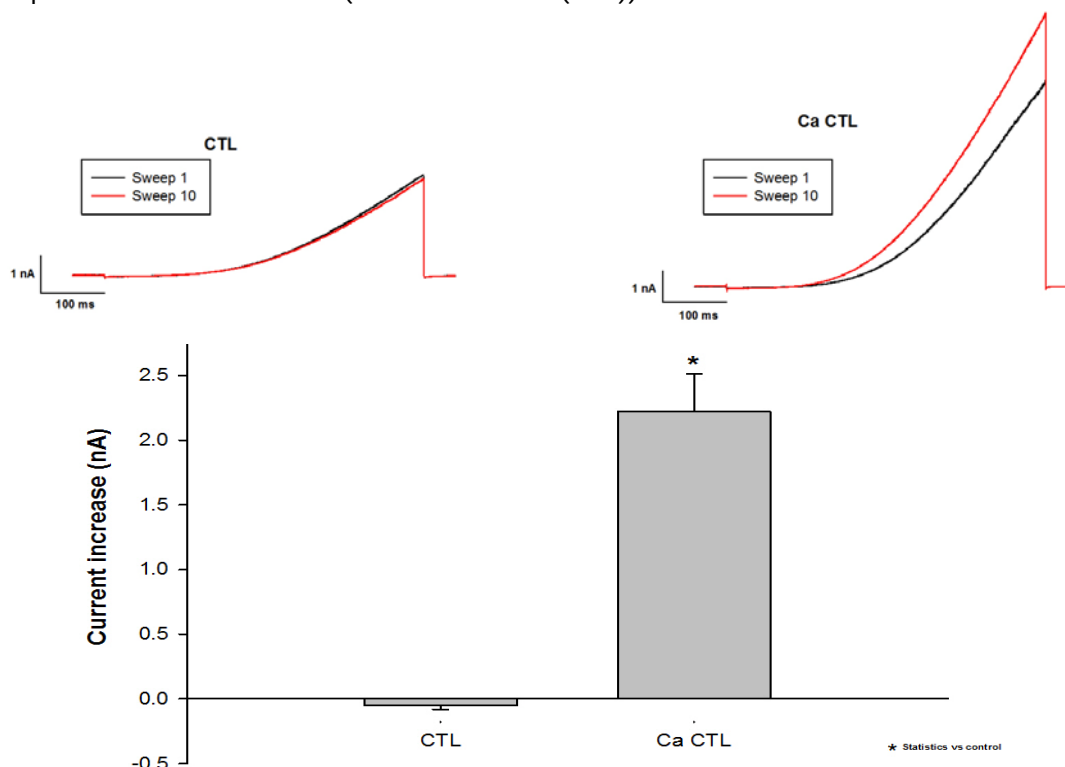 CTL
Sweep 1
Sweep 10
1 nA
100 ms
Ca CTL
Sweep 1
Sweep 10
1 nA
100 ms
Current increase (nA)
2.5
2.0
1.5
1.0
0.5
0.0
-0.5
*
CTL
Ca CTL
* Statistics vs control